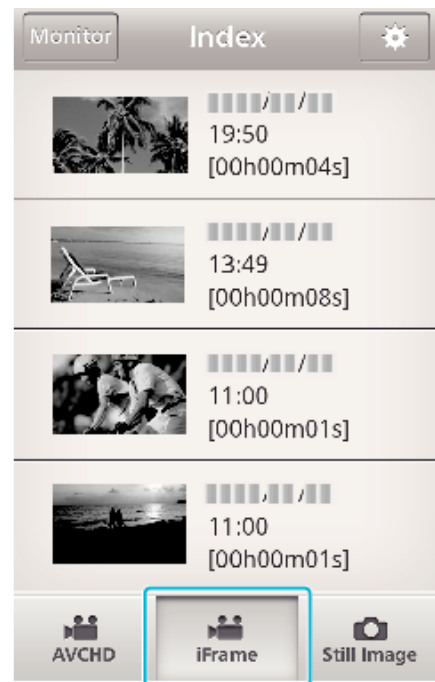 Monitor Index
19:50
[00h00m04s]
13:49
[00h00m08s]
11:00
[00h00m01s]
11:00
[00h00m01s]
AVCHD iFrame Still Image